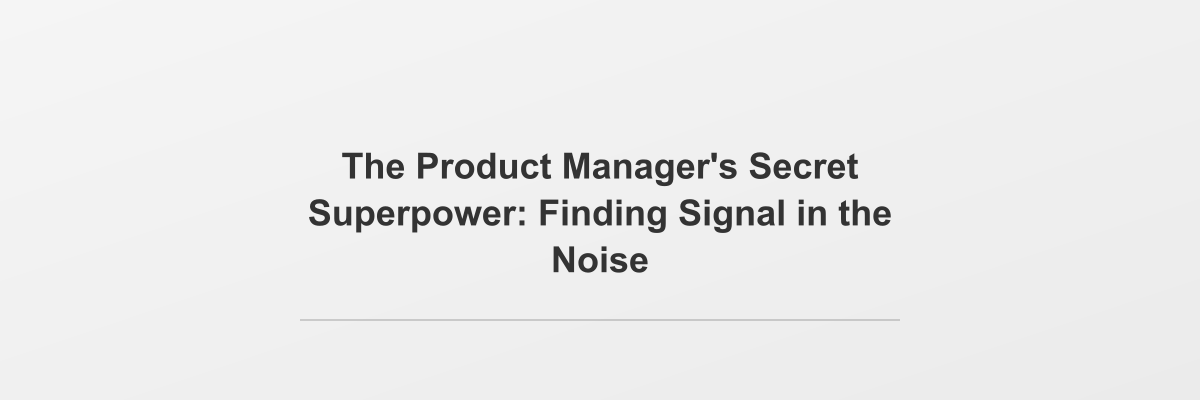 The Product Manager's Secret
Superpower: Finding Signal in the
Noise